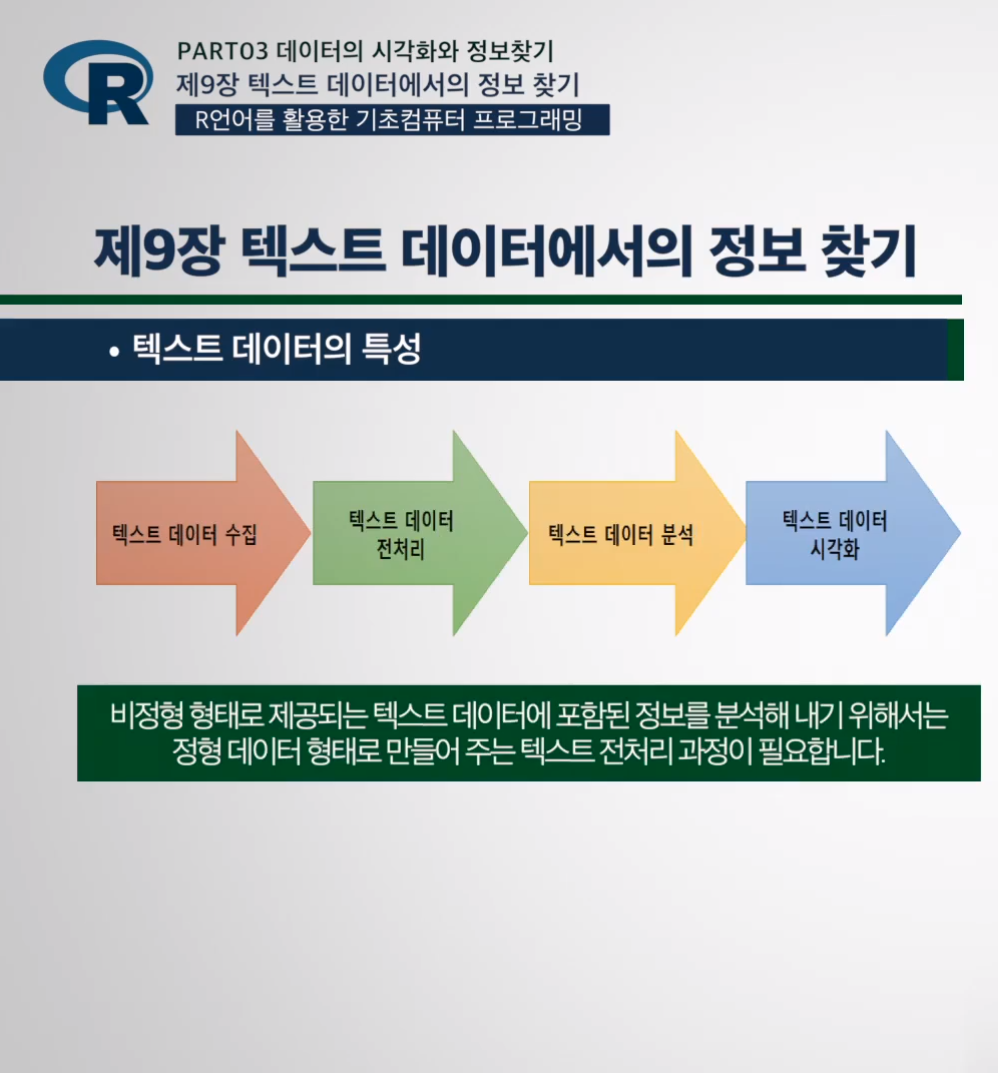 R
PART03 데이터의 시각화와 정보찾기
제9장 텍스트 데이터에서의 정보 찾기
R언어를 활용한 기초컴퓨터 프로그래밍
제9장 텍스트 데이터에서의 정보 찾기
• 텍스트 데이터의 특성
텍스트 데이터 수집
텍스트 데이터
전처리
텍스트 데이터 분석
텍스트 데이터
시각화
비정형 형태로 제공되는 텍스트 데이터에 포함된 정보를 분석해 내기 위해서는
정형 데이터 형태로 만들어 주는 텍스트 전처리 과정이 필요합니다.